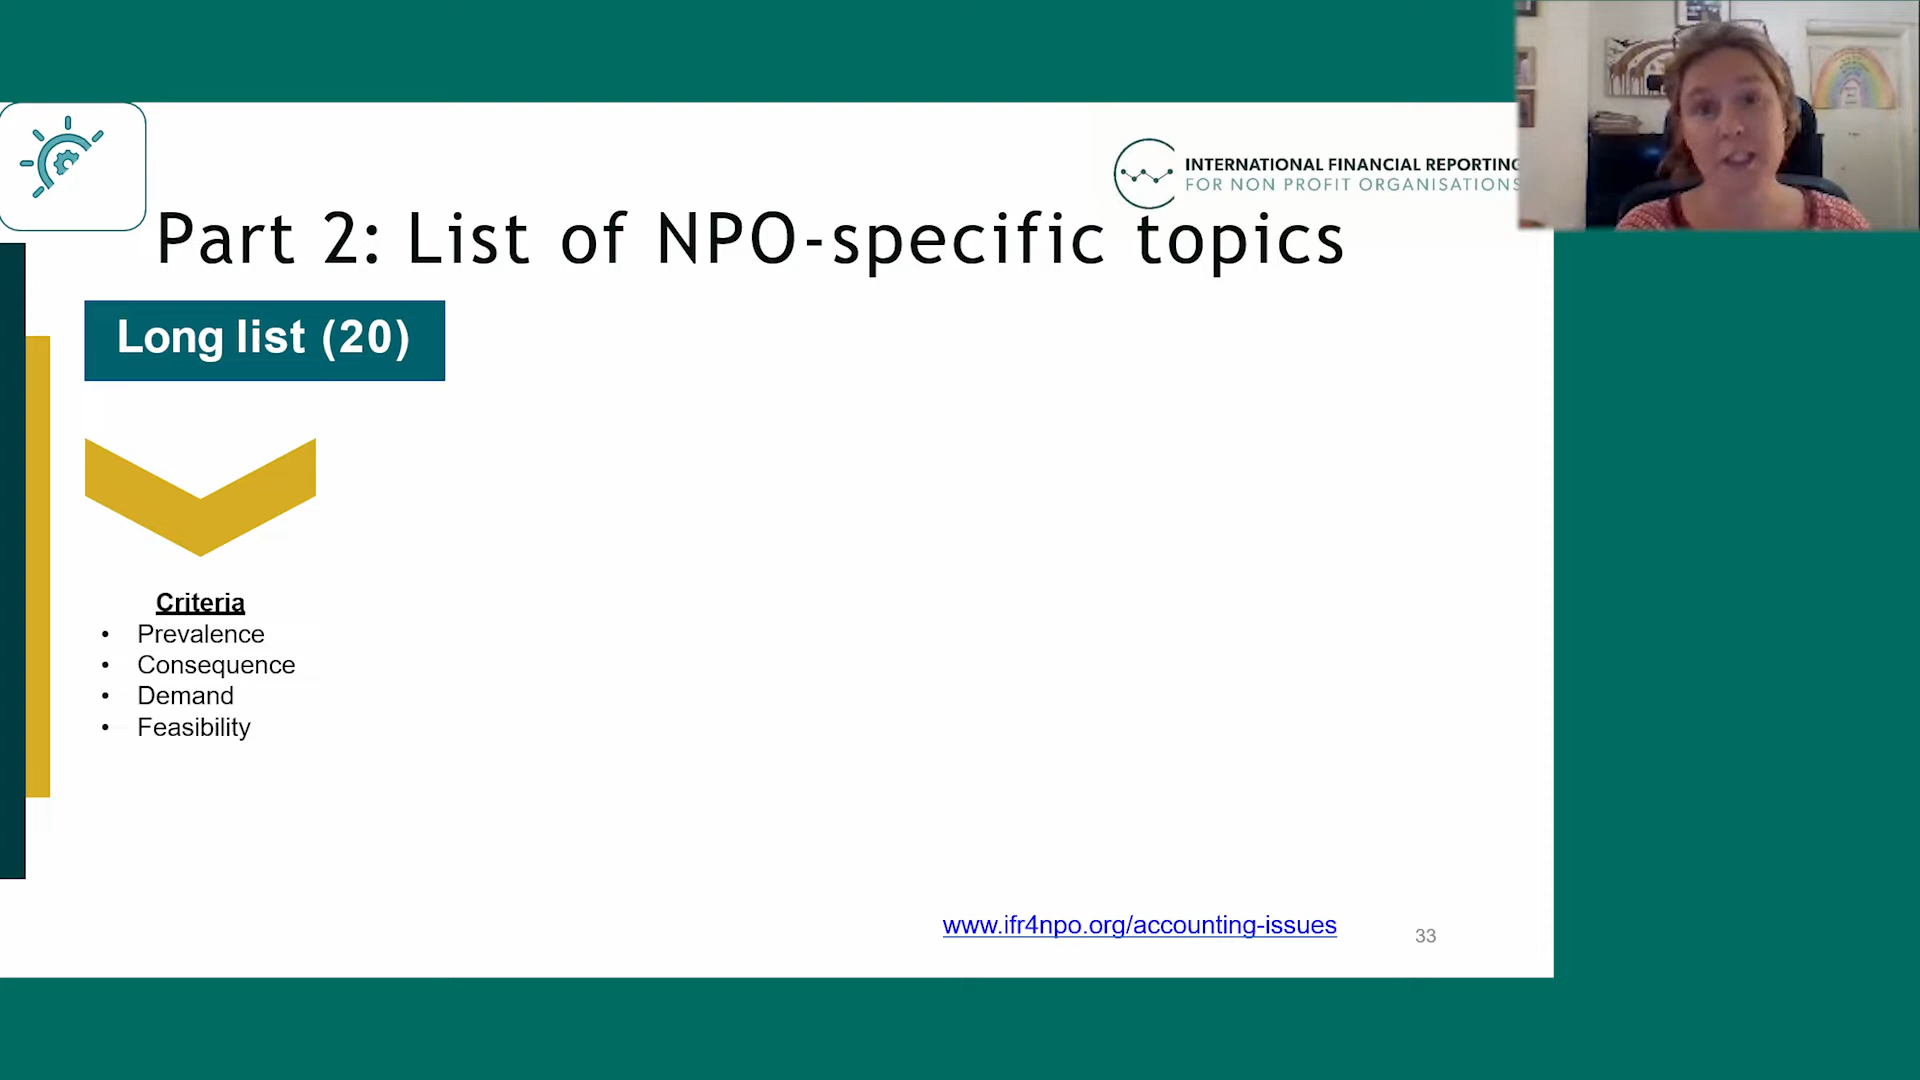 INTERNATIONAL FINANCIAL REPORTING
FOR NON PROFIT ORGANISATIONS
Part 2: List of NPO-specific topics
Long list (20)
Criteria
• Prevalence
• Consequence
• Demand
• Feasibility
www.ifr4npo.org/accounting-issues
33